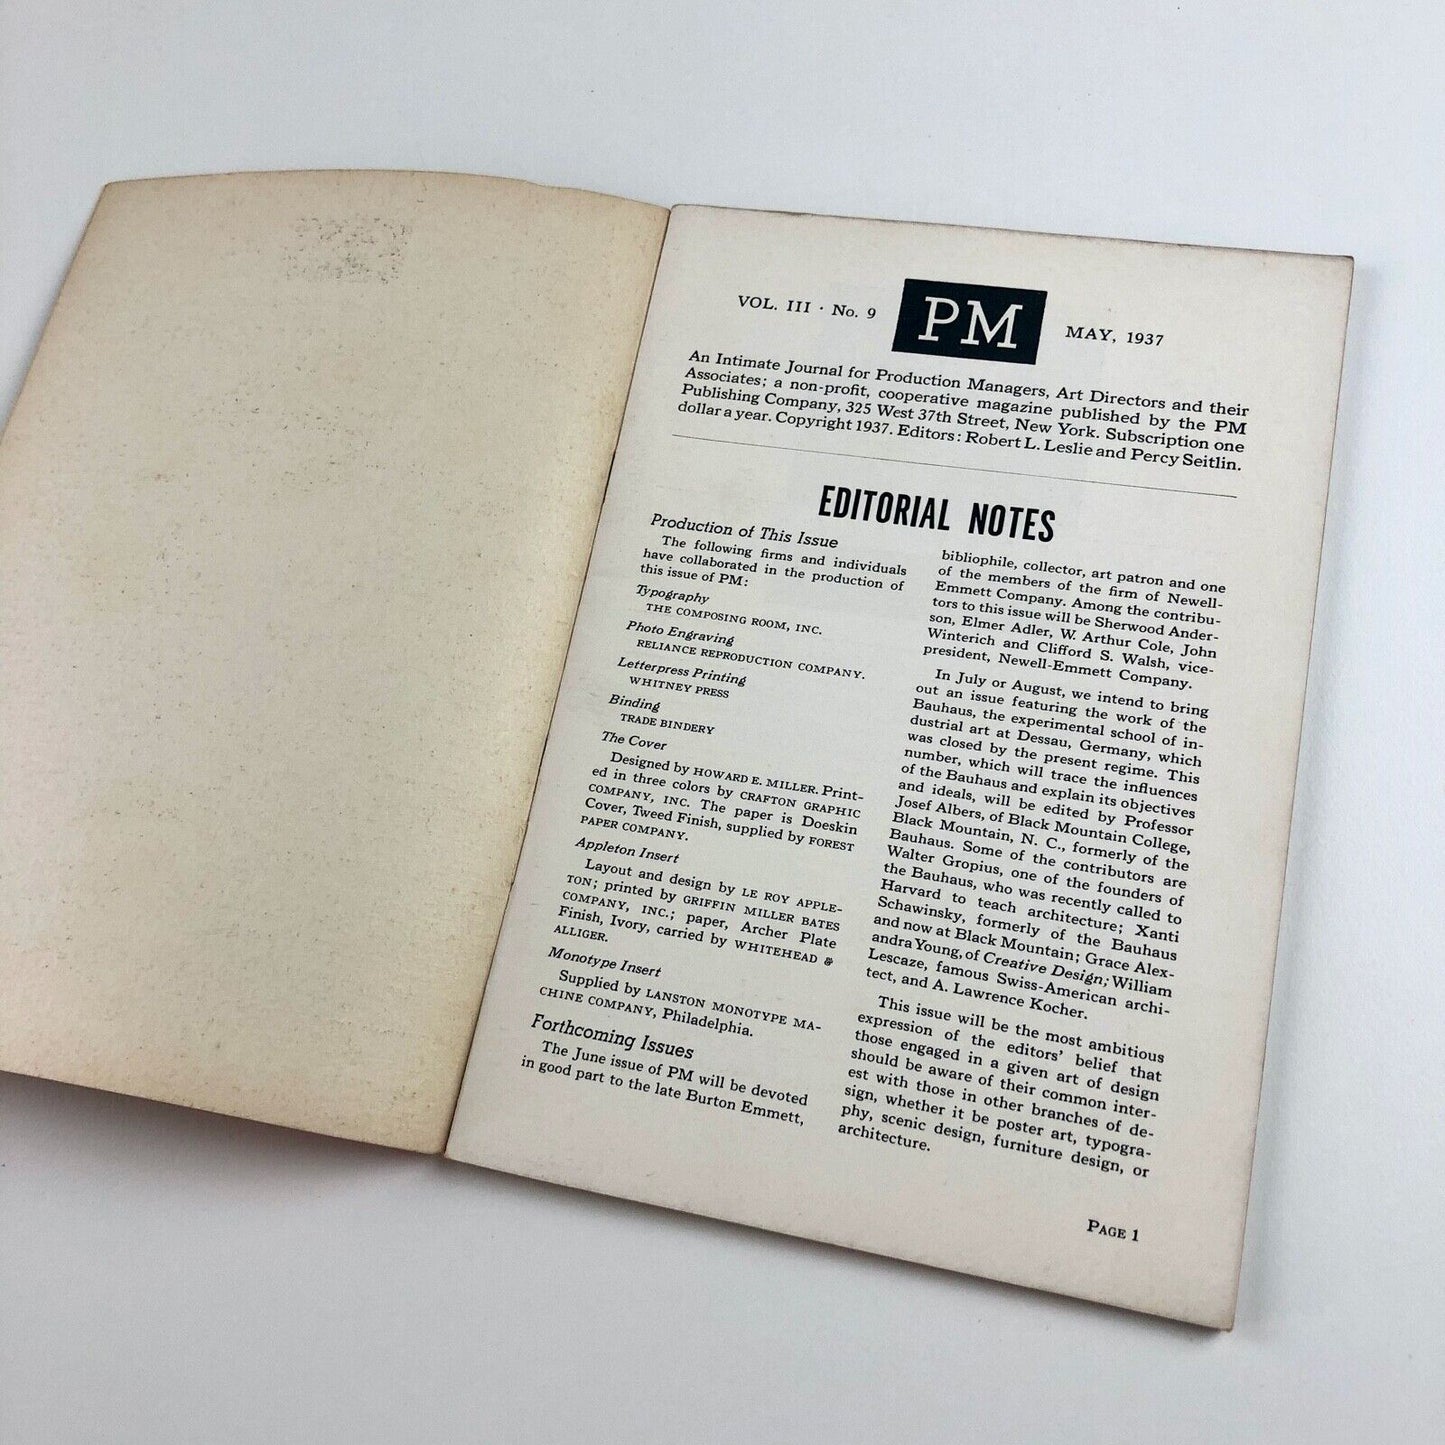 VOL. III · No. 9
PM
MAY, 1937
An Intimate Journal for Production Managers, Art Directors and their
Associates; a non-profit, cooperative magazine published by the PM
Publishing Company, 325 West 37th Street, New York. Subscription one
dollar a year. Copyright 1937. Editors: Robert L. Leslie and Percy Seitlin.
EDITORIAL NOTES
Production of This Issue
The following firms and individuals
have collaborated in the production of
this issue of PM:
Typography
THE COMPOSING ROOM, INC.
Photo Engraving
RELIANCE REPRODUCTION COMPANY.
Letterpress Printing
WHITNEY PRESS
Binding
TRADE BINDERY
The Cover
Designed by HOWARD E. MILLER. Print-
ed in three colors by CRAFTON GRAPHIC
COMPANY, INC. The paper is Doeskin
Cover, Tweed Finish, supplied by FOREST
PAPER COMPANY.
Appleton Insert
Layout and design by LE ROY APPLE-
TON; printed by GRIFFIN MILLER BATES
COMPANY, INC.; paper, Archer Plate
Finish, Ivory, carried by WHITEHEAD &
ALLIGER.
Monotype Insert
Supplied by LANSTON MONOTYPE MA-
CHINE COMPANY, Philadelphia.
Forthcoming Issues
The June issue of PM will be devoted
in good part to the late Burton Emmett,
bibliophile, collector, art patron and one
of the members of the firm of Newell-
Emmett Company. Among the contribu-
tors to this issue will be Sherwood Ander-
son, Elmer Adler, W. Arthur Cole, John
Winterich and Clifford S. Walsh, vice-
president, Newell-Emmett Company.
In July or August, we intend to bring
out an issue featuring the work of the
Bauhaus, the experimental school of in-
dustrial art at Dessau, Germany, which
was closed by the present regime. This
number, which will trace the influences
of the Bauhaus and explain its objectives
and ideals, will be edited by Professor
Josef Albers, of Black Mountain College,
Black Mountain, N. C., formerly of the
Bauhaus. Some of the contributors are
Walter Gropius, one of the founders of
the Bauhaus, who was recently called to
Harvard to teach architecture; Xanti
Schawinsky, formerly of the Bauhaus
and now at Black Mountain; Grace Alex-
andra Young, of Creative Design; William
Lescaze, famous Swiss-American archi-
tect, and A. Lawrence Kocher.
This issue will be the most ambitious
expression of the editors' belief that
those engaged in a given art of design
should be aware of their common inter-
est with those in other branches of de-
sign, whether it be poster art, typogra-
phy, scenic design, furniture design, or
architecture.
PAGE 1